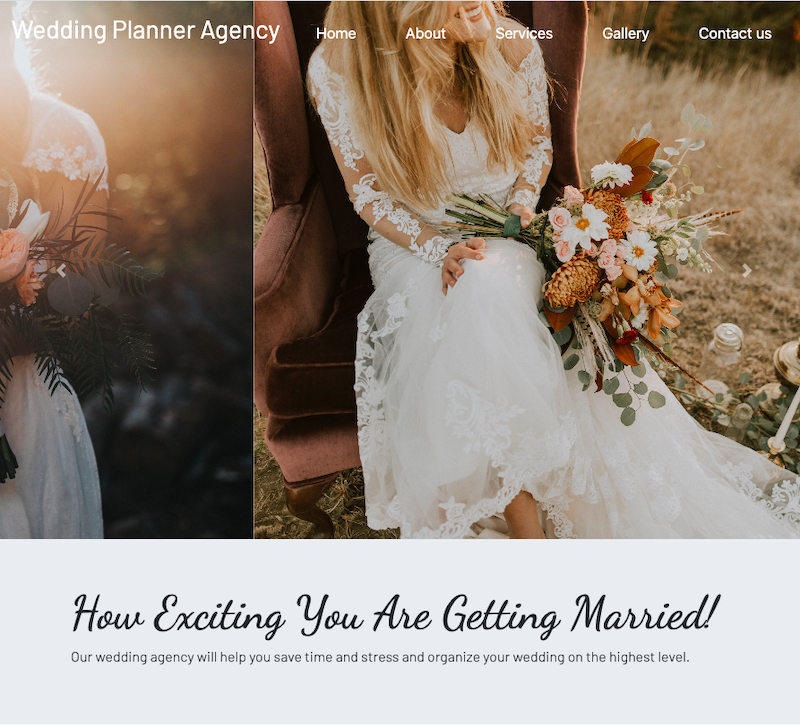 Wedding Planner Agency
Home About Services Gallery Contact us
How Exciting You Are Getting Married!
Our wedding agency will help you save time and stress and organize your wedding on the highest level.